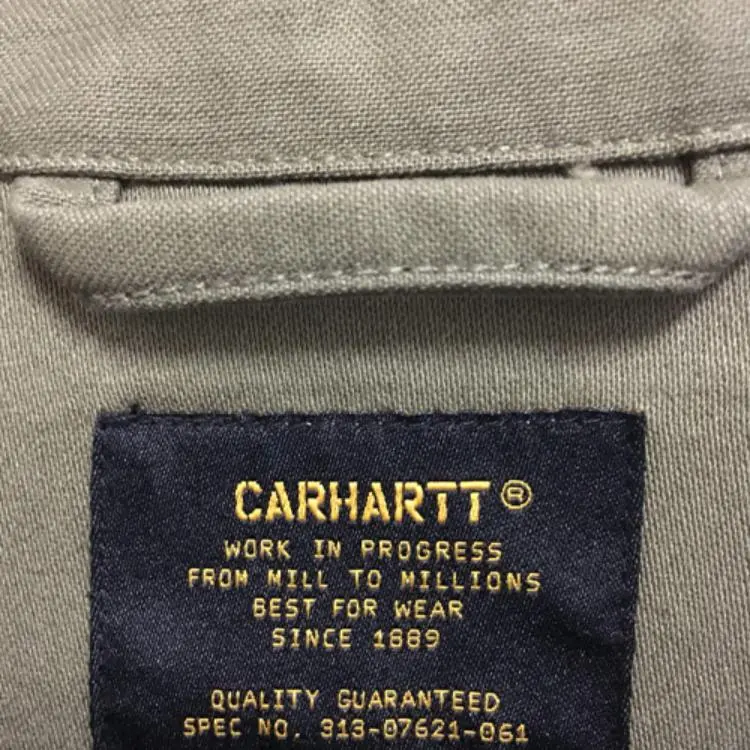 CARHARTT®
WORK IN PROGRESS
FROM MILL TO MILLIONS
BEST FOR WEAR
SINCE 1889
QUALITY GUARANTEED
SPEC NO. 313-07621-061